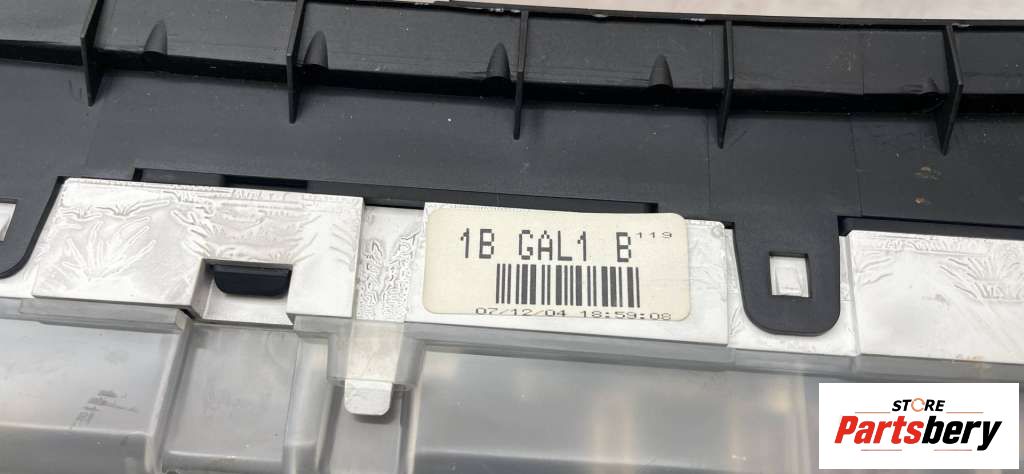 1B GAL1 B 119
07/12/04 18:59:08
STORE
Partsbery